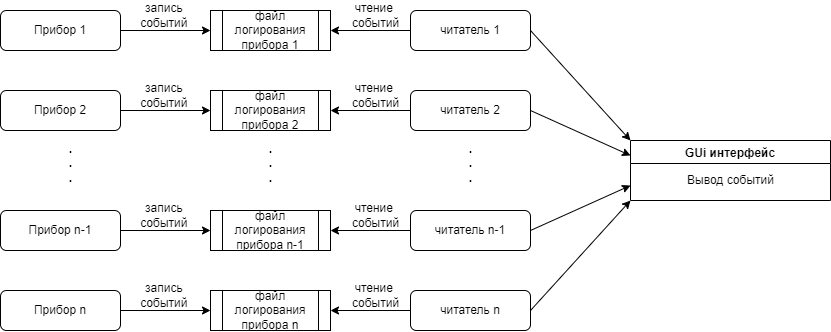 Прибор 1
запись
событий
файл
логирования
прибора 1
чтение
событий
читатель 1
Прибор 2
запись
событий
файл
логирования
прибора 2
чтение
событий
читатель 2
GUi интерфейс
Вывод событий
Прибор n-1
запись
событий
файл
логирования
прибора n-1
чтение
событий
читатель n-1
Прибор n
запись
событий
файл
логирования
прибора n
чтение
событий
читатель n